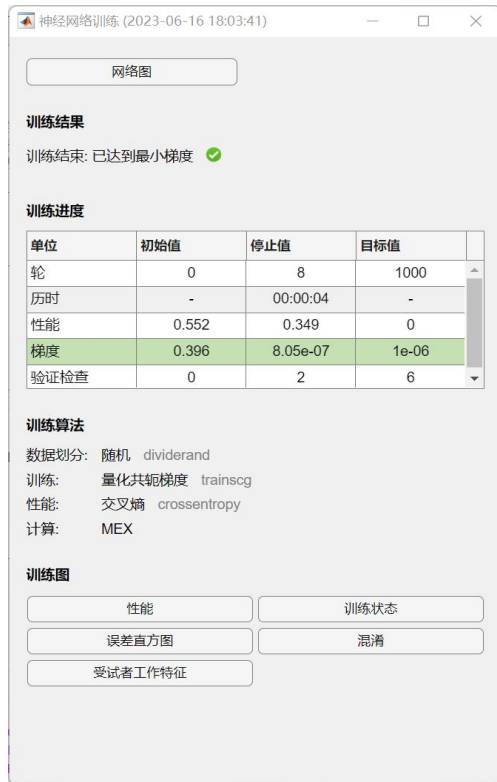 神经网络训练 (2023-06-16 18:03:41)
网络图
训练结果
训练结束: 已达到最小梯度
训练进度
单位 初始值 停止值 目标值
轮 0 8 1000
历时 - 00:00:04 -
性能 0.552 0.349 0
梯度 0.396 8.05e-07 1e-06
验证检查 0 2 6
训练算法
数据划分: 随机 dividerand
训练: 量化共轭梯度 trainscg
性能: 交叉熵 crossentropy
计算: MEX
训练图
性能 训练状态
误差直方图 混淆
受试者工作特征